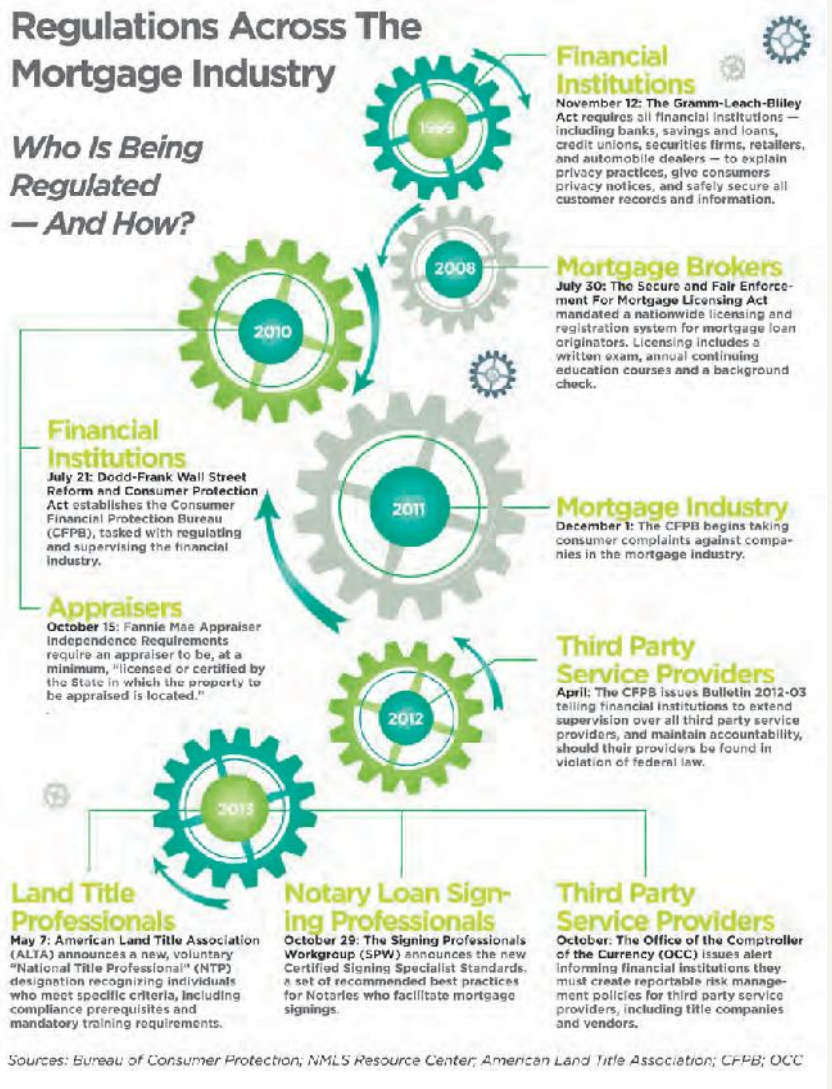 Regulations Across The
Mortgage Industry
Who Is Being
Regulated
— And How?
1999
Financial
Institutions
November 12: The Gramm-Leach-Bliley
Act requires all financial institutions —
including banks, savings and loans,
credit unions, securities firms, retailers,
and automobile dealers — to explain
privacy practices, give consumers
privacy notices, and safely secure all
customer records and information.
2008
Mortgage Brokers
July 30: The Secure and Fair Enforce-
ment For Mortgage Licensing Act
mandated a nationwide licensing and
registration system for mortgage loan
originators. Licensing includes a
written exam, annual continuing
education courses and a background
check.
2010
Financial
Institutions
July 21: Dodd-Frank Wall Street
Reform and Consumer Protection
Act establishes the Consumer
Financial Protection Bureau
(CFPB), tasked with regulating
and supervising the financial
industry.
Appraisers
October 15: Fannie Mae Appraiser
Independence Requirements
require an appraiser to be, at a
minimum, “licensed or certified by
the State in which the property to
be appraised is located.”
2011
Mortgage Industry
December 1: The CFPB begins taking
consumer complaints against compa-
nies in the mortgage industry.
2012
Third Party
Service Providers
April: The CFPB issues Bulletin 2012-03
telling financial institutions to extend
supervision over all third party service
providers, and maintain accountability,
should their providers be found in
violation of federal law.
2013
Land Title
Professionals
May 7: American Land Title Association
(ALTA) announces a new, voluntary
“National Title Professional” (NTP)
designation recognizing individuals
who meet specific criteria, including
compliance prerequisites and
mandatory training requirements.
Notary Loan Sign-
ing Professionals
October 29: The Signing Professionals
Workgroup (SPW) announces the new
Certified Signing Specialist Standards,
a set of recommended best practices
for Notaries who facilitate mortgage
signings.
Third Party
Service Providers
October: The Office of the Comptroller
of the Currency (OCC) issues alert
informing financial institutions they
must create reportable risk manage-
ment policies for third party service
providers, including title companies
and vendors.
Sources: Bureau of Consumer Protection; NMLS Resource Center; American Land Title Association; CFPB; OCC